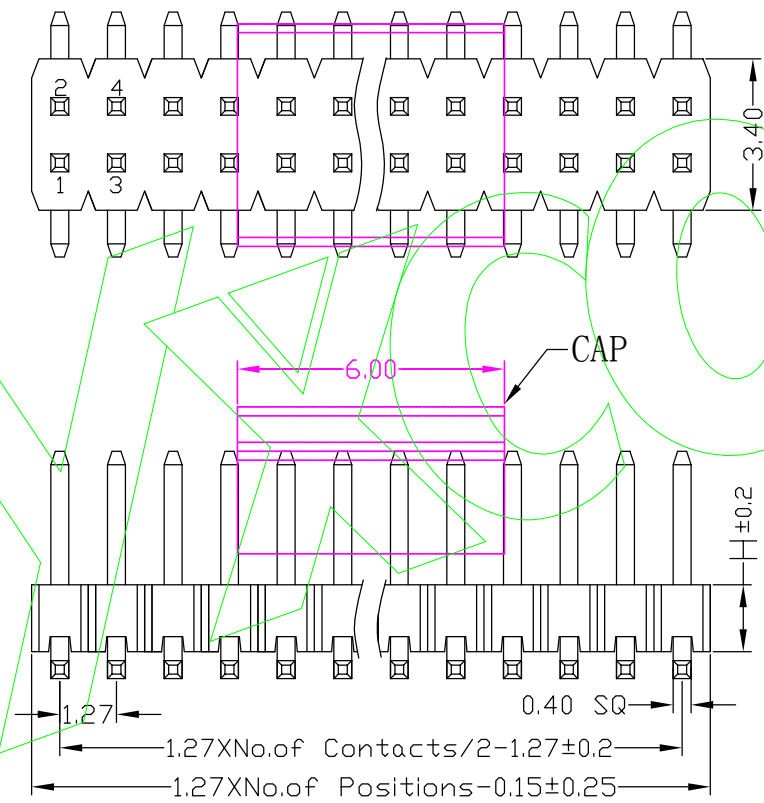 2 4
1 3
3.40
6.00
CAP
H±0.2
1.27
0.40 SQ
1.27XNo.of Contacts/2-1.27±0.2
1.27XNo.of Positions-0.15±0.25